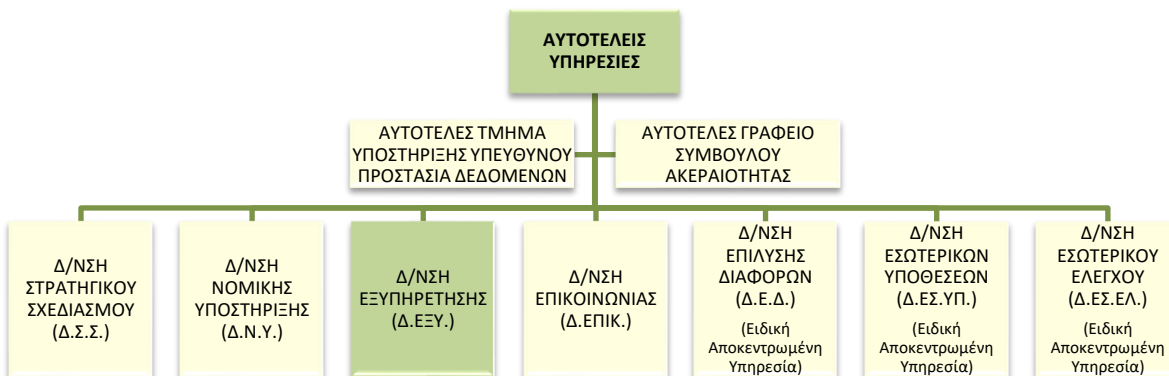 ΑΥΤΟΤΕΛΕΙΣ
ΥΠΗΡΕΣΙΕΣ
ΑΥΤΟΤΕΛΕΣ ΤΜΗΜΑ
ΥΠΟΣΤΗΡΙΞΗΣ ΥΠΕΥΘΥΝΟΥ
ΠΡΟΣΤΑΣΙΑ ΔΕΔΟΜΕΝΩΝ
ΑΥΤΟΤΕΛΕΣ ΓΡΑΦΕΙΟ
ΣΥΜΒΟΥΛΟΥ
ΑΚΕΡΑΙΟΤΗΤΑΣ
Δ/ΝΣΗ
ΣΤΡΑΤΗΓΙΚΟΥ
ΣΧΕΔΙΑΣΜΟΥ
(Δ.Σ.Σ.)
Δ/ΝΣΗ
ΝΟΜΙΚΗΣ
ΥΠΟΣΤΗΡΙΞΗΣ
(Δ.Ν.Υ.)
Δ/ΝΣΗ
ΕΞΥΠΗΡΕΤΗΣΗΣ
(Δ.ΕΞΥ.)
Δ/ΝΣΗ
ΕΠΙΚΟΙΝΩΝΙΑΣ
(Δ.ΕΠΙΚ.)
Δ/ΝΣΗ
ΕΠΙΛΥΣΗΣ
ΔΙΑΦΟΡΩΝ
(Δ.Ε.Δ.)
(Ειδική
Αποκεντρωμένη
Υπηρεσία)
Δ/ΝΣΗ
ΕΣΩΤΕΡΙΚΩΝ
ΥΠΟΘΕΣΕΩΝ
(Δ.ΕΣ.ΥΠ.)
(Ειδική
Αποκεντρωμένη
Υπηρεσία)
Δ/ΝΣΗ
ΕΣΩΤΕΡΙΚΟΥ
ΕΛΕΓΧΟΥ
(Δ.ΕΣ.ΕΛ.)
(Ειδική
Αποκεντρωμένη
Υπηρεσία)